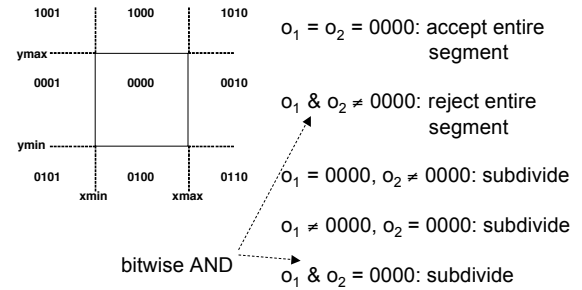 1001 1000 1010
ymax
0001 0000 0010
ymin
0101 0100 0110
xmin xmax
o₁ = o₂ = 0000: accept entire
segment
o₁ & o₂ ≠ 0000: reject entire
segment
o₁ = 0000, o₂ ≠ 0000: subdivide
o₁ ≠ 0000, o₂ = 0000: subdivide
bitwise AND
o₁ & o₂ = 0000: subdivide